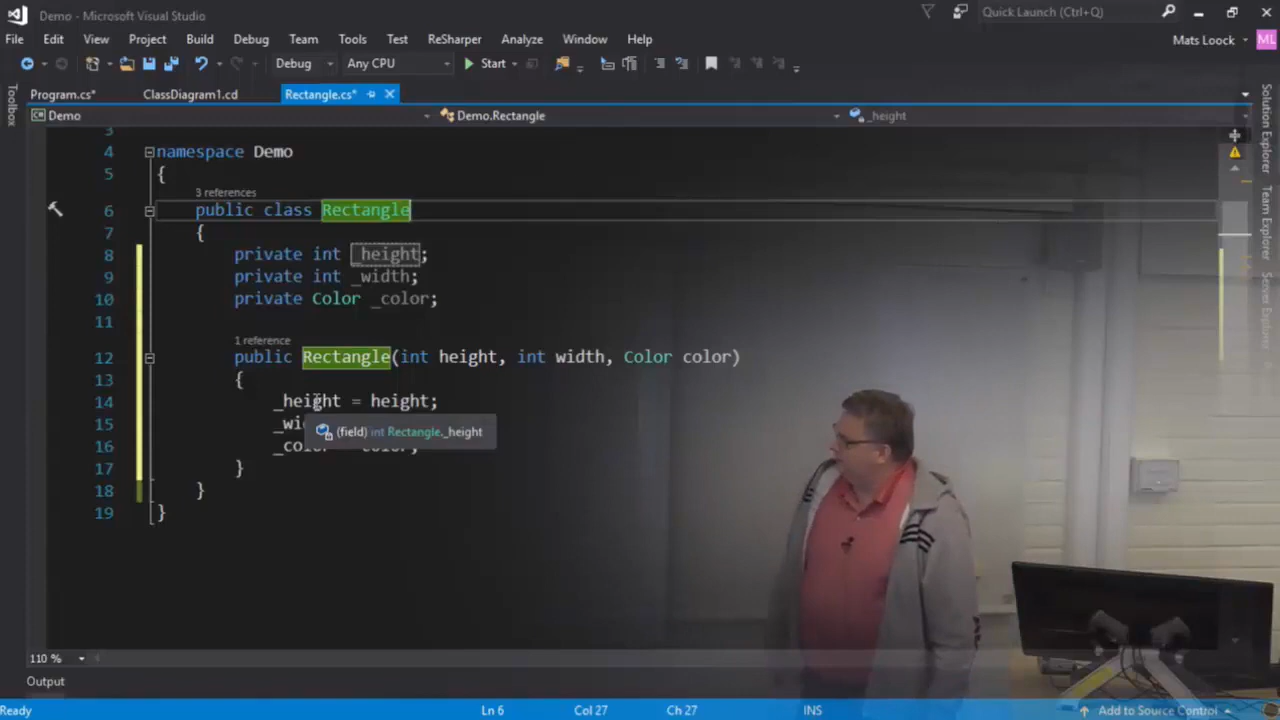 Demo - Microsoft Visual Studio
Quick Launch (Ctrl+Q)
File Edit View Project Build Debug Team Tools Test ReSharper Analyze Window Help
Mats Loock ML
Debug Any CPU Start
Program.cs* ClassDiagram1.cd Rectangle.cs*
Demo Demo.Rectangle _height
Toolbox
Solution Explorer
Team Explorer
Server Explorer
3
4 namespace Demo
5 {
3 references
6 public class Rectangle
7 {
8 private int _height;
9 private int _width;
10 private Color _color;
11
1 reference
12 public Rectangle(int height, int width, Color color)
13 {
14 _height = height;
15 _wi
(field) int Rectangle._height
16 _color = color;
17 }
18 }
19 }
110 %
Output
Ready Ln 6 Col 27 Ch 27 INS Add to Source Control